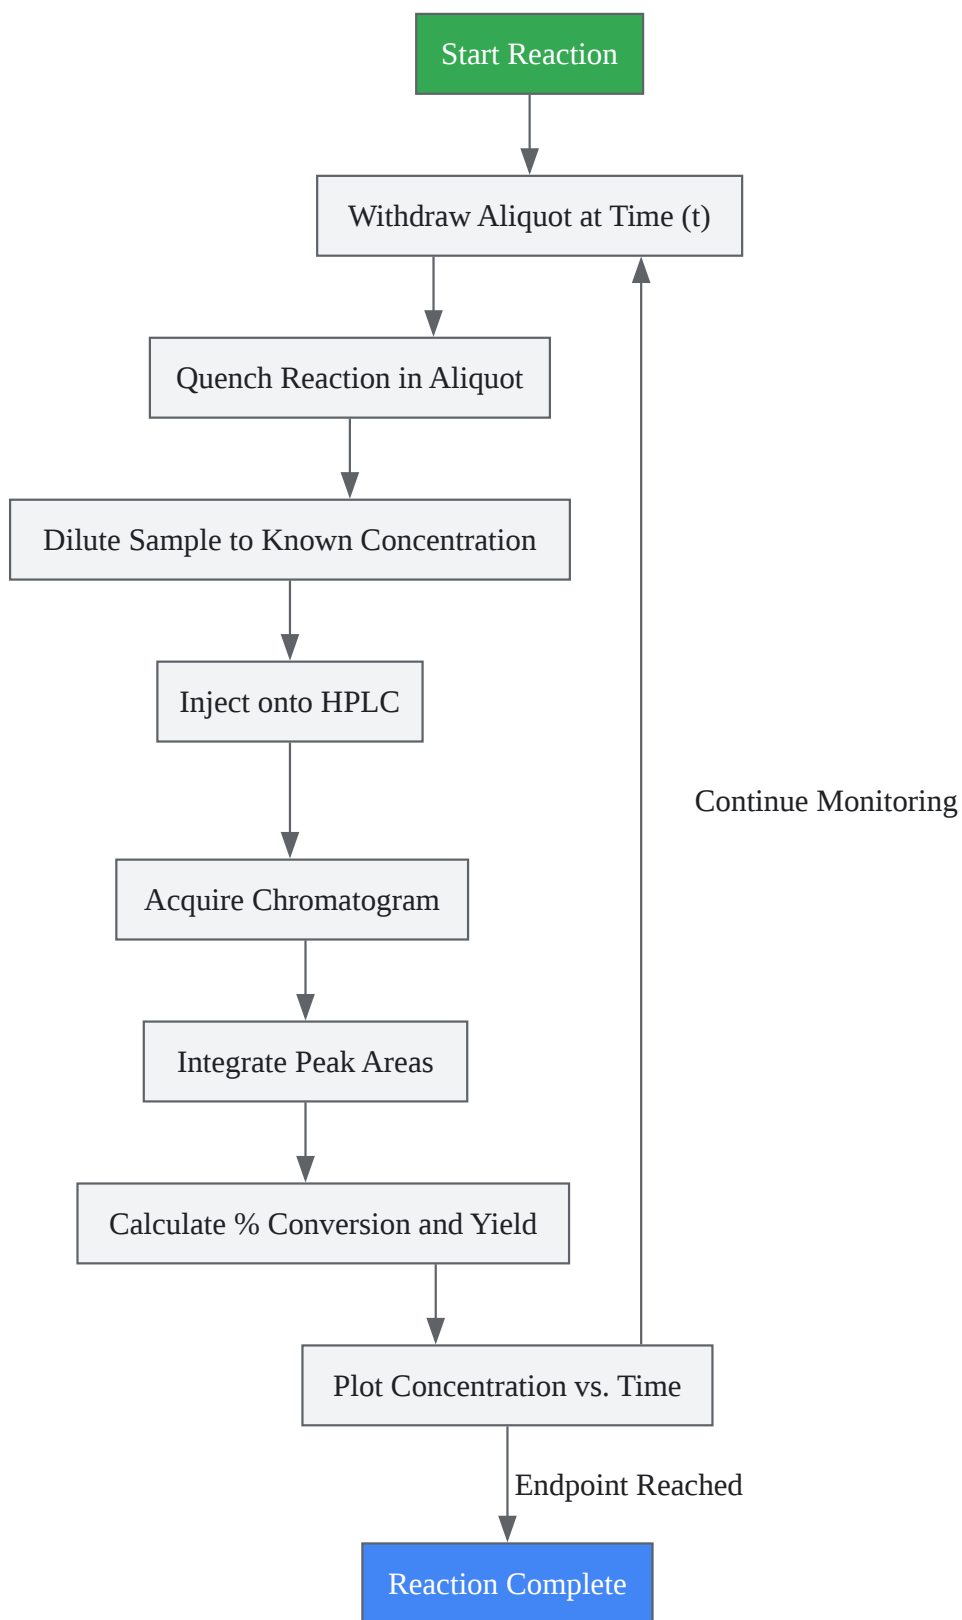 Start Reaction
Withdraw Aliquot at Time (t)
Quench Reaction in Aliquot
Dilute Sample to Known Concentration
Inject onto HPLC
Continue Monitoring
Acquire Chromatogram
Integrate Peak Areas
Calculate % Conversion and Yield
Plot Concentration vs. Time
Endpoint Reached
Reaction Complete